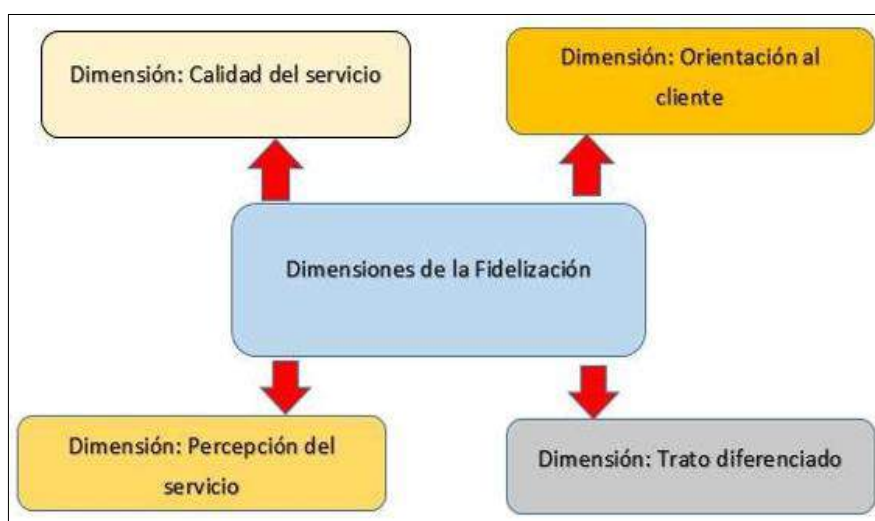 Dimensión: Calidad del servicio
Dimensión: Orientación al
cliente
Dimensiones de la Fidelización
Dimensión: Percepción del
servicio
Dimensión: Trato diferenciado